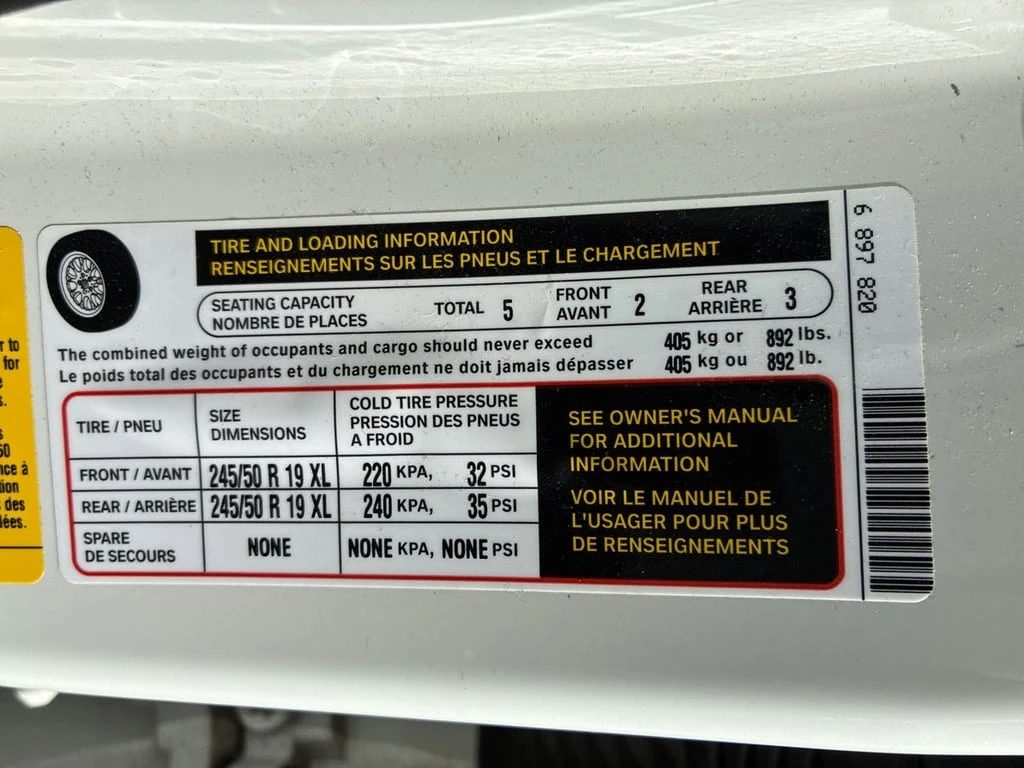 TIRE AND LOADING INFORMATION
RENSEIGNEMENTS SUR LES PNEUS ET LE CHARGEMENT
SEATING CAPACITY
NOMBRE DE PLACES
TOTAL 5
FRONT
AVANT
2
REAR
ARRIÈRE
3
The combined weight of occupants and cargo should never exceed 405 kg or 892 lbs.
Le poids total des occupants et du chargement ne doit jamais dépasser 405 kg ou 892 lb.
TIRE / PNEU
SIZE
DIMENSIONS
COLD TIRE PRESSURE
PRESSION DES PNEUS
A FROID
FRONT / AVANT 245/50 R 19 XL 220 KPA, 32 PSI
REAR / ARRIÈRE 245/50 R 19 XL 240 KPA, 35 PSI
SPARE
DE SECOURS
NONE
NONE KPA, NONE PSI
SEE OWNER'S MANUAL
FOR ADDITIONAL
INFORMATION
VOIR LE MANUEL DE
L'USAGER POUR PLUS
DE RENSEIGNEMENTS
6 897 820
to
for
à
des